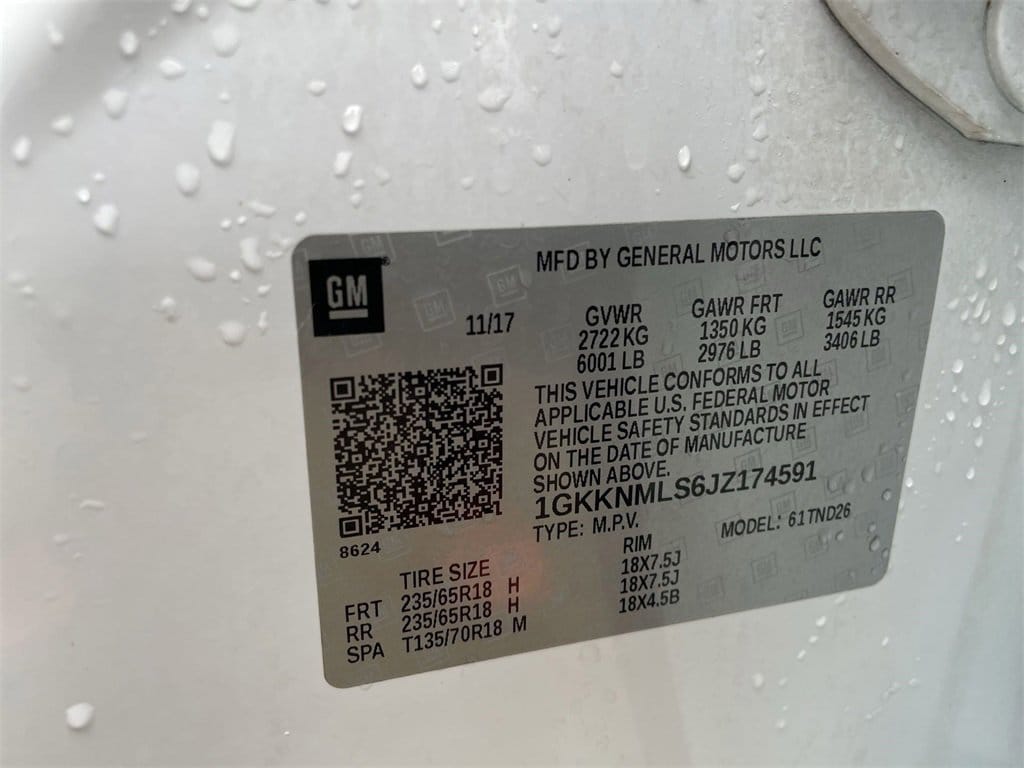 GM
MFD BY GENERAL MOTORS LLC
11/17
GVWR GAWR FRT GAWR RR
2722 KG 1350 KG 1545 KG
6001 LB 2976 LB 3406 LB
THIS VEHICLE CONFORMS TO ALL
APPLICABLE U.S. FEDERAL MOTOR
VEHICLE SAFETY STANDARDS IN EFFECT
ON THE DATE OF MANUFACTURE
SHOWN ABOVE.
1GKKNMLS6JZ174591
TYPE: M.P.V. MODEL: 61TND26
8624
TIRE SIZE RIM
FRT 235/65R18 H 18X7.5J
RR 235/65R18 H 18X7.5J
SPA T135/70R18 M 18X4.5B